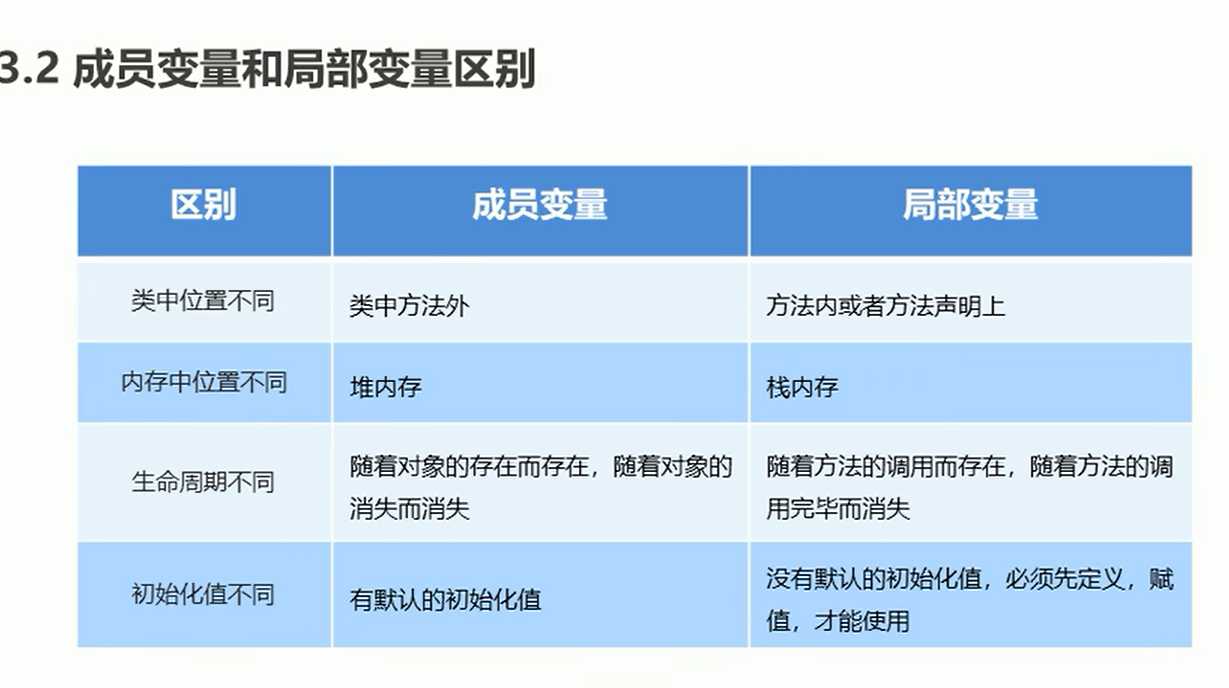 3.2 成员变量和局部变量区别
区别
成员变量
局部变量
类中位置不同
类中方法外
方法内或者方法声明上
内存中位置不同
堆内存
栈内存
生命周期不同
随着对象的存在而存在，随着对象的
消失而消失
随着方法的调用而存在，随着方法的调
用完毕而消失
初始化值不同
有默认的初始化值
没有默认的初始化值，必须先定义，赋
值，才能使用